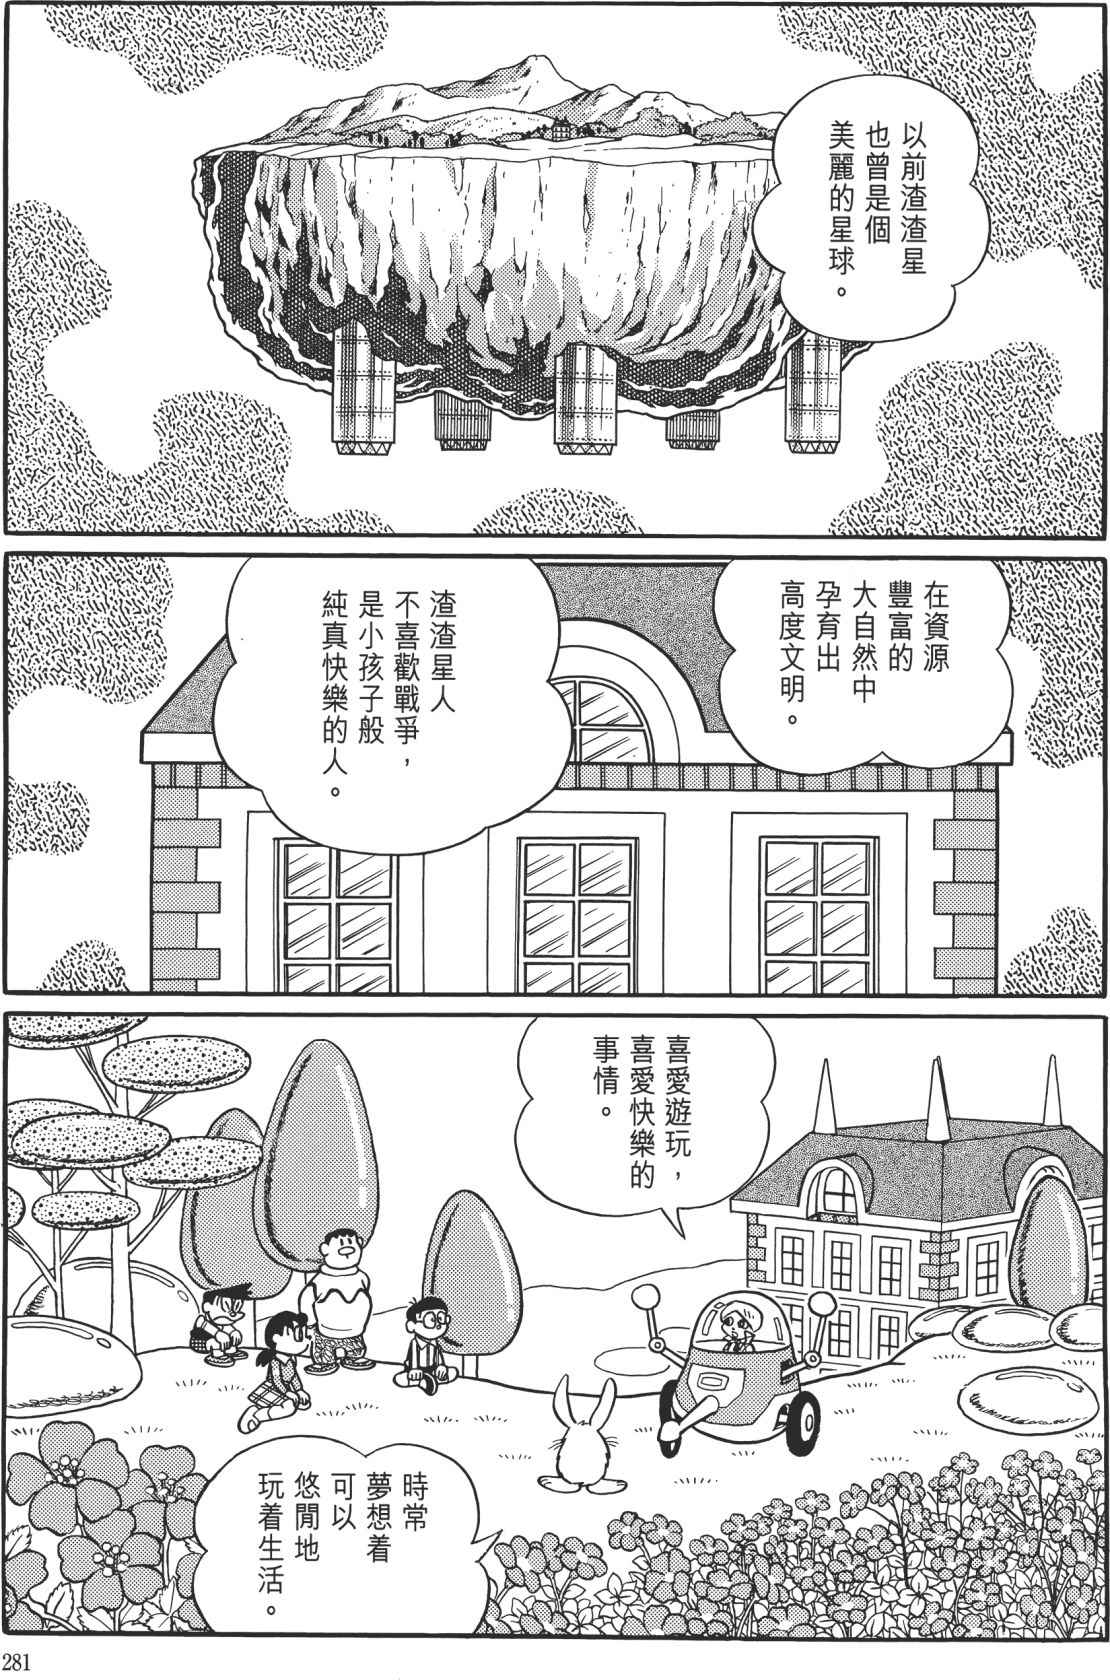 以前渣渣星
也曾是個
美麗的星球。
在資源
豐富的
大自然中
孕育出
高度文明。
渣渣星人
不喜歡戰爭，
是小孩子般
純真快樂的人。
喜愛遊玩，
喜愛快樂的
事情。
時常
夢想着
可以
悠閒地
玩着生活。
281